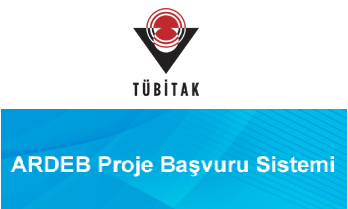 TÜBİTAK
ARDEB Proje Başvuru Sistemi